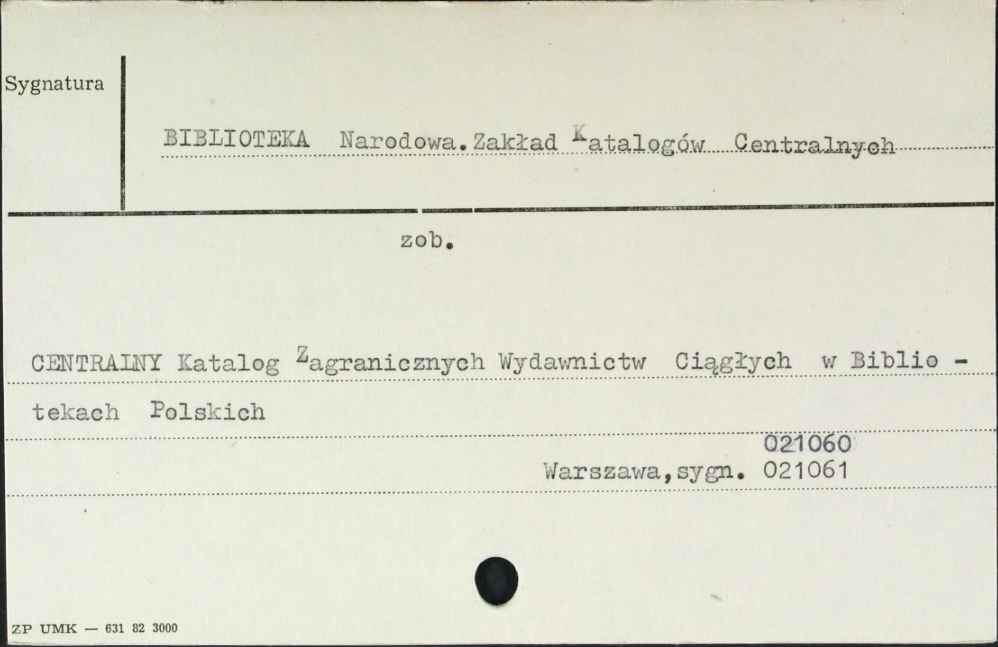 Sygnatura
BIBLIOTEKA Narodowa. Zakład Katalogów Centralnych
zob.
CENTRALNY Katalog Zagranicznych Wydawnictw Ciągłych w Biblio -
tekach Polskich
021060
Warszawa, sygn. 021061
ZP UMK — 631 82 3000